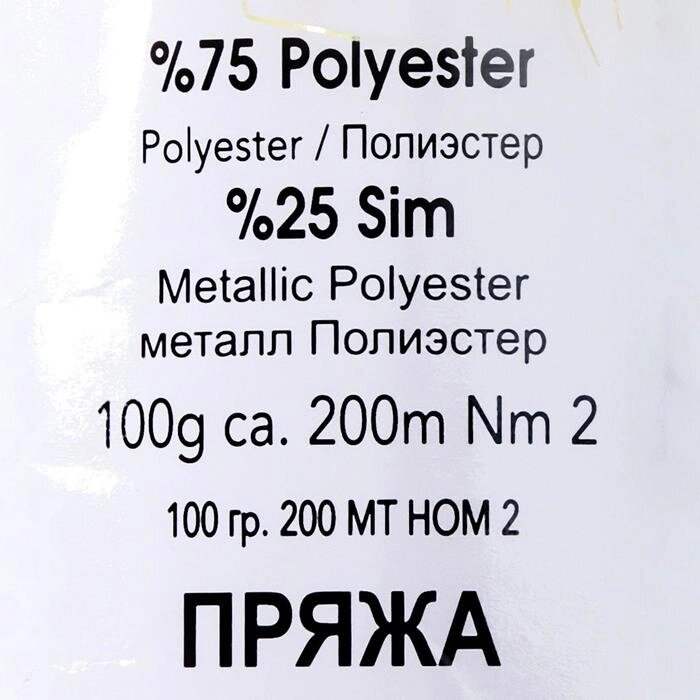 %75 Polyester
Polyester / Полиэстер
%25 Sim
Metallic Polyester
металл Полиэстер
100g ca. 200m Nm 2
100 гр. 200 МТ НОМ 2
ПРЯЖА